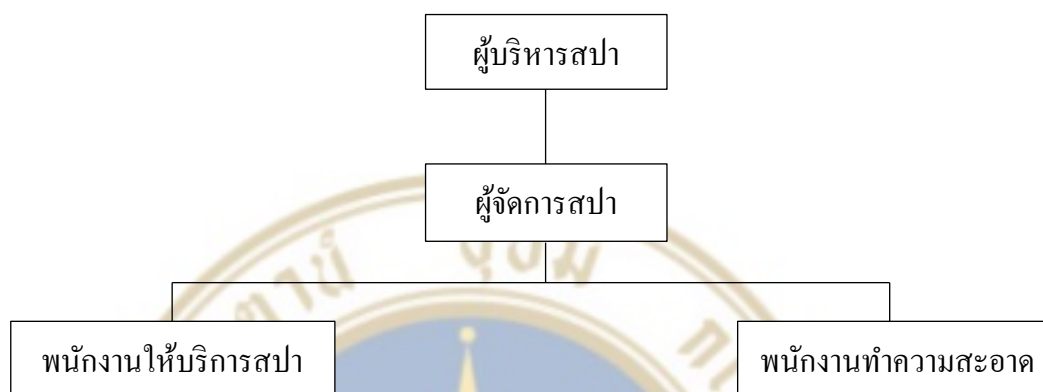 ผู้บริหารสปา
ผู้จัดการสปา
พนักงานให้บริการสปา
พนักงานทำความสะอาด